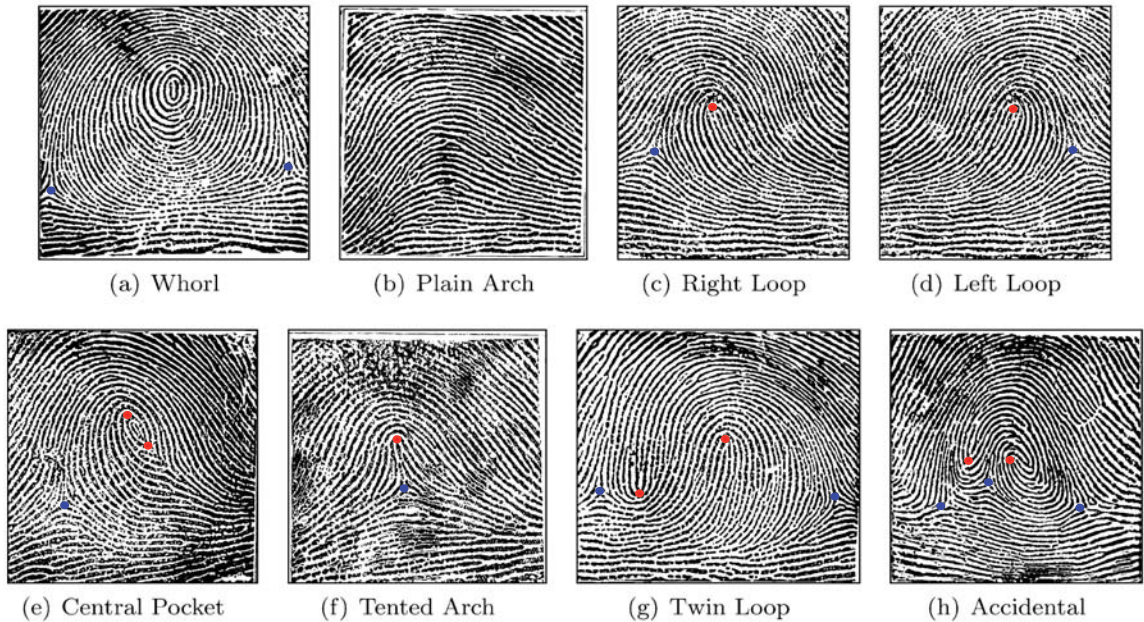 (a) Whorl
(b) Plain Arch
(c) Right Loop
(d) Left Loop
(e) Central Pocket
(f) Tented Arch
(g) Twin Loop
(h) Accidental